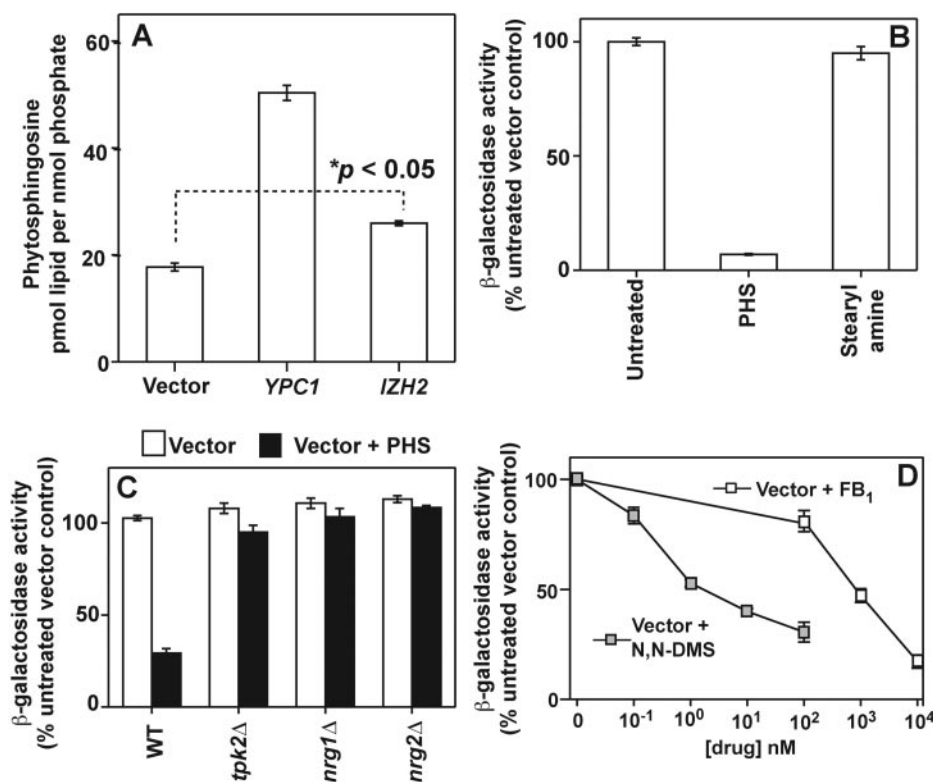 A
Phytosphingosine
pmol lipid per nmol phosphate
60
40
20
0
*p < 0.05
Vector
YPC1
IZH2
B
β-galactosidase activity
(% untreated vector control)
100
50
0
Untreated
PHS
Stearyl
amine
Vector
Vector + PHS
C
β-galactosidase activity
(% untreated vector control)
100
50
0
WT
tpk2Δ
nrg1Δ
nrg2Δ
D
β-galactosidase activity
(% untreated vector control)
100
50
0
Vector + FB₁
Vector +
N,N-DMS
0
10⁻¹
10⁰
10¹
10²
10³
10⁴
[drug] nM